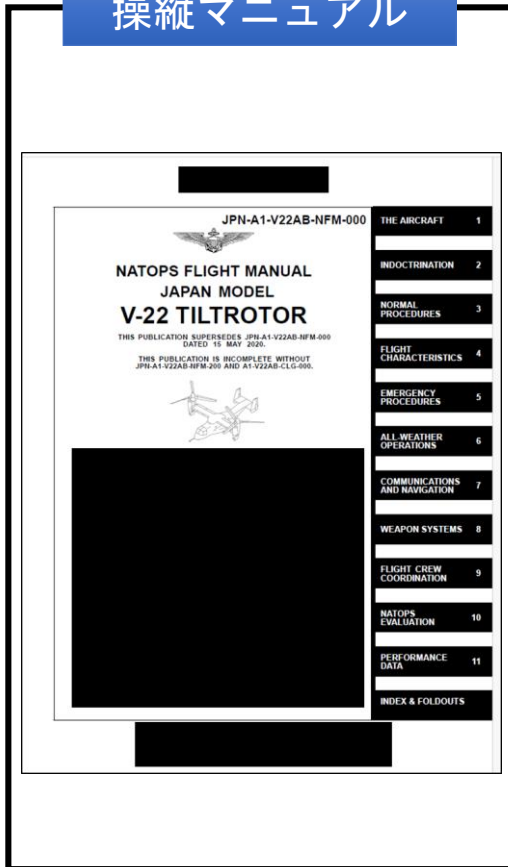 操縦マニュアル
JPN-A1-V22AB-NFM-000
NATOPS FLIGHT MANUAL
JAPAN MODEL
V-22 TILTROTOR
THIS PUBLICATION SUPERSEDES JPN-A1-V22AB-NFM-000
DATED 15 MAY 2020.
THIS PUBLICATION IS INCOMPLETE WITHOUT
JPN-A1-V22AB-NFM-200 AND A1-V22AB-CLG-000.
THE AIRCRAFT 1
INDOCTRINATION 2
NORMAL
PROCEDURES 3
FLIGHT
CHARACTERISTICS 4
EMERGENCY
PROCEDURES 5
ALL-WEATHER
OPERATIONS 6
COMMUNICATIONS
AND NAVIGATION 7
WEAPON SYSTEMS 8
FLIGHT CREW
COORDINATION 9
NATOPS
EVALUATION 10
PERFORMANCE
DATA 11
INDEX & FOLDOUTS